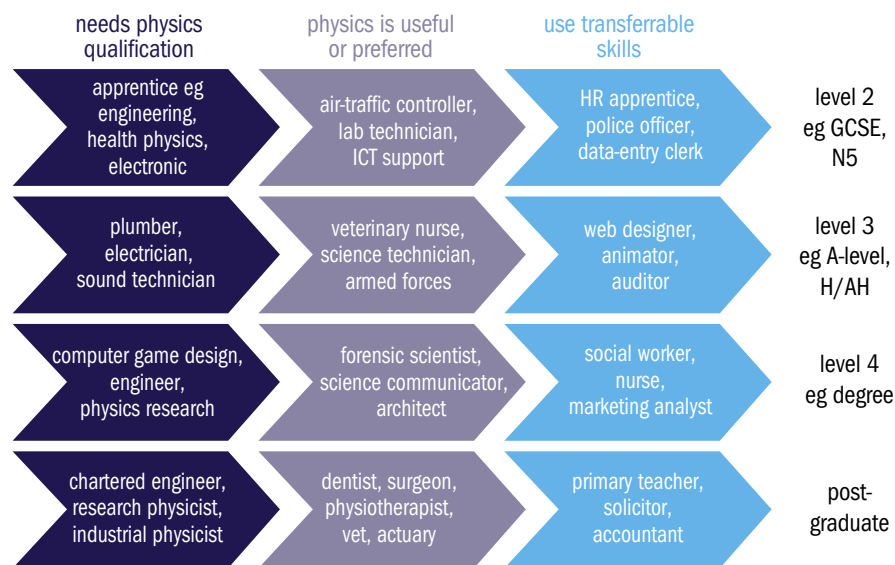 needs physics
qualification
physics is useful
or preferred
use transferrable
skills
apprentice eg
engineering,
health physics,
electronic
air-traffic controller,
lab technician,
ICT support
HR apprentice,
police officer,
data-entry clerk
level 2
eg GCSE,
N5
plumber,
electrician,
sound technician
veterinary nurse,
science technician,
armed forces
web designer,
animator,
auditor
level 3
eg A-level,
H/AH
computer game design,
engineer,
physics research
forensic scientist,
science communicator,
architect
social worker,
nurse,
marketing analyst
level 4
eg degree
chartered engineer,
research physicist,
industrial physicist
dentist, surgeon,
physiotherapist,
vet, actuary
primary teacher,
solicitor,
accountant
post-
graduate